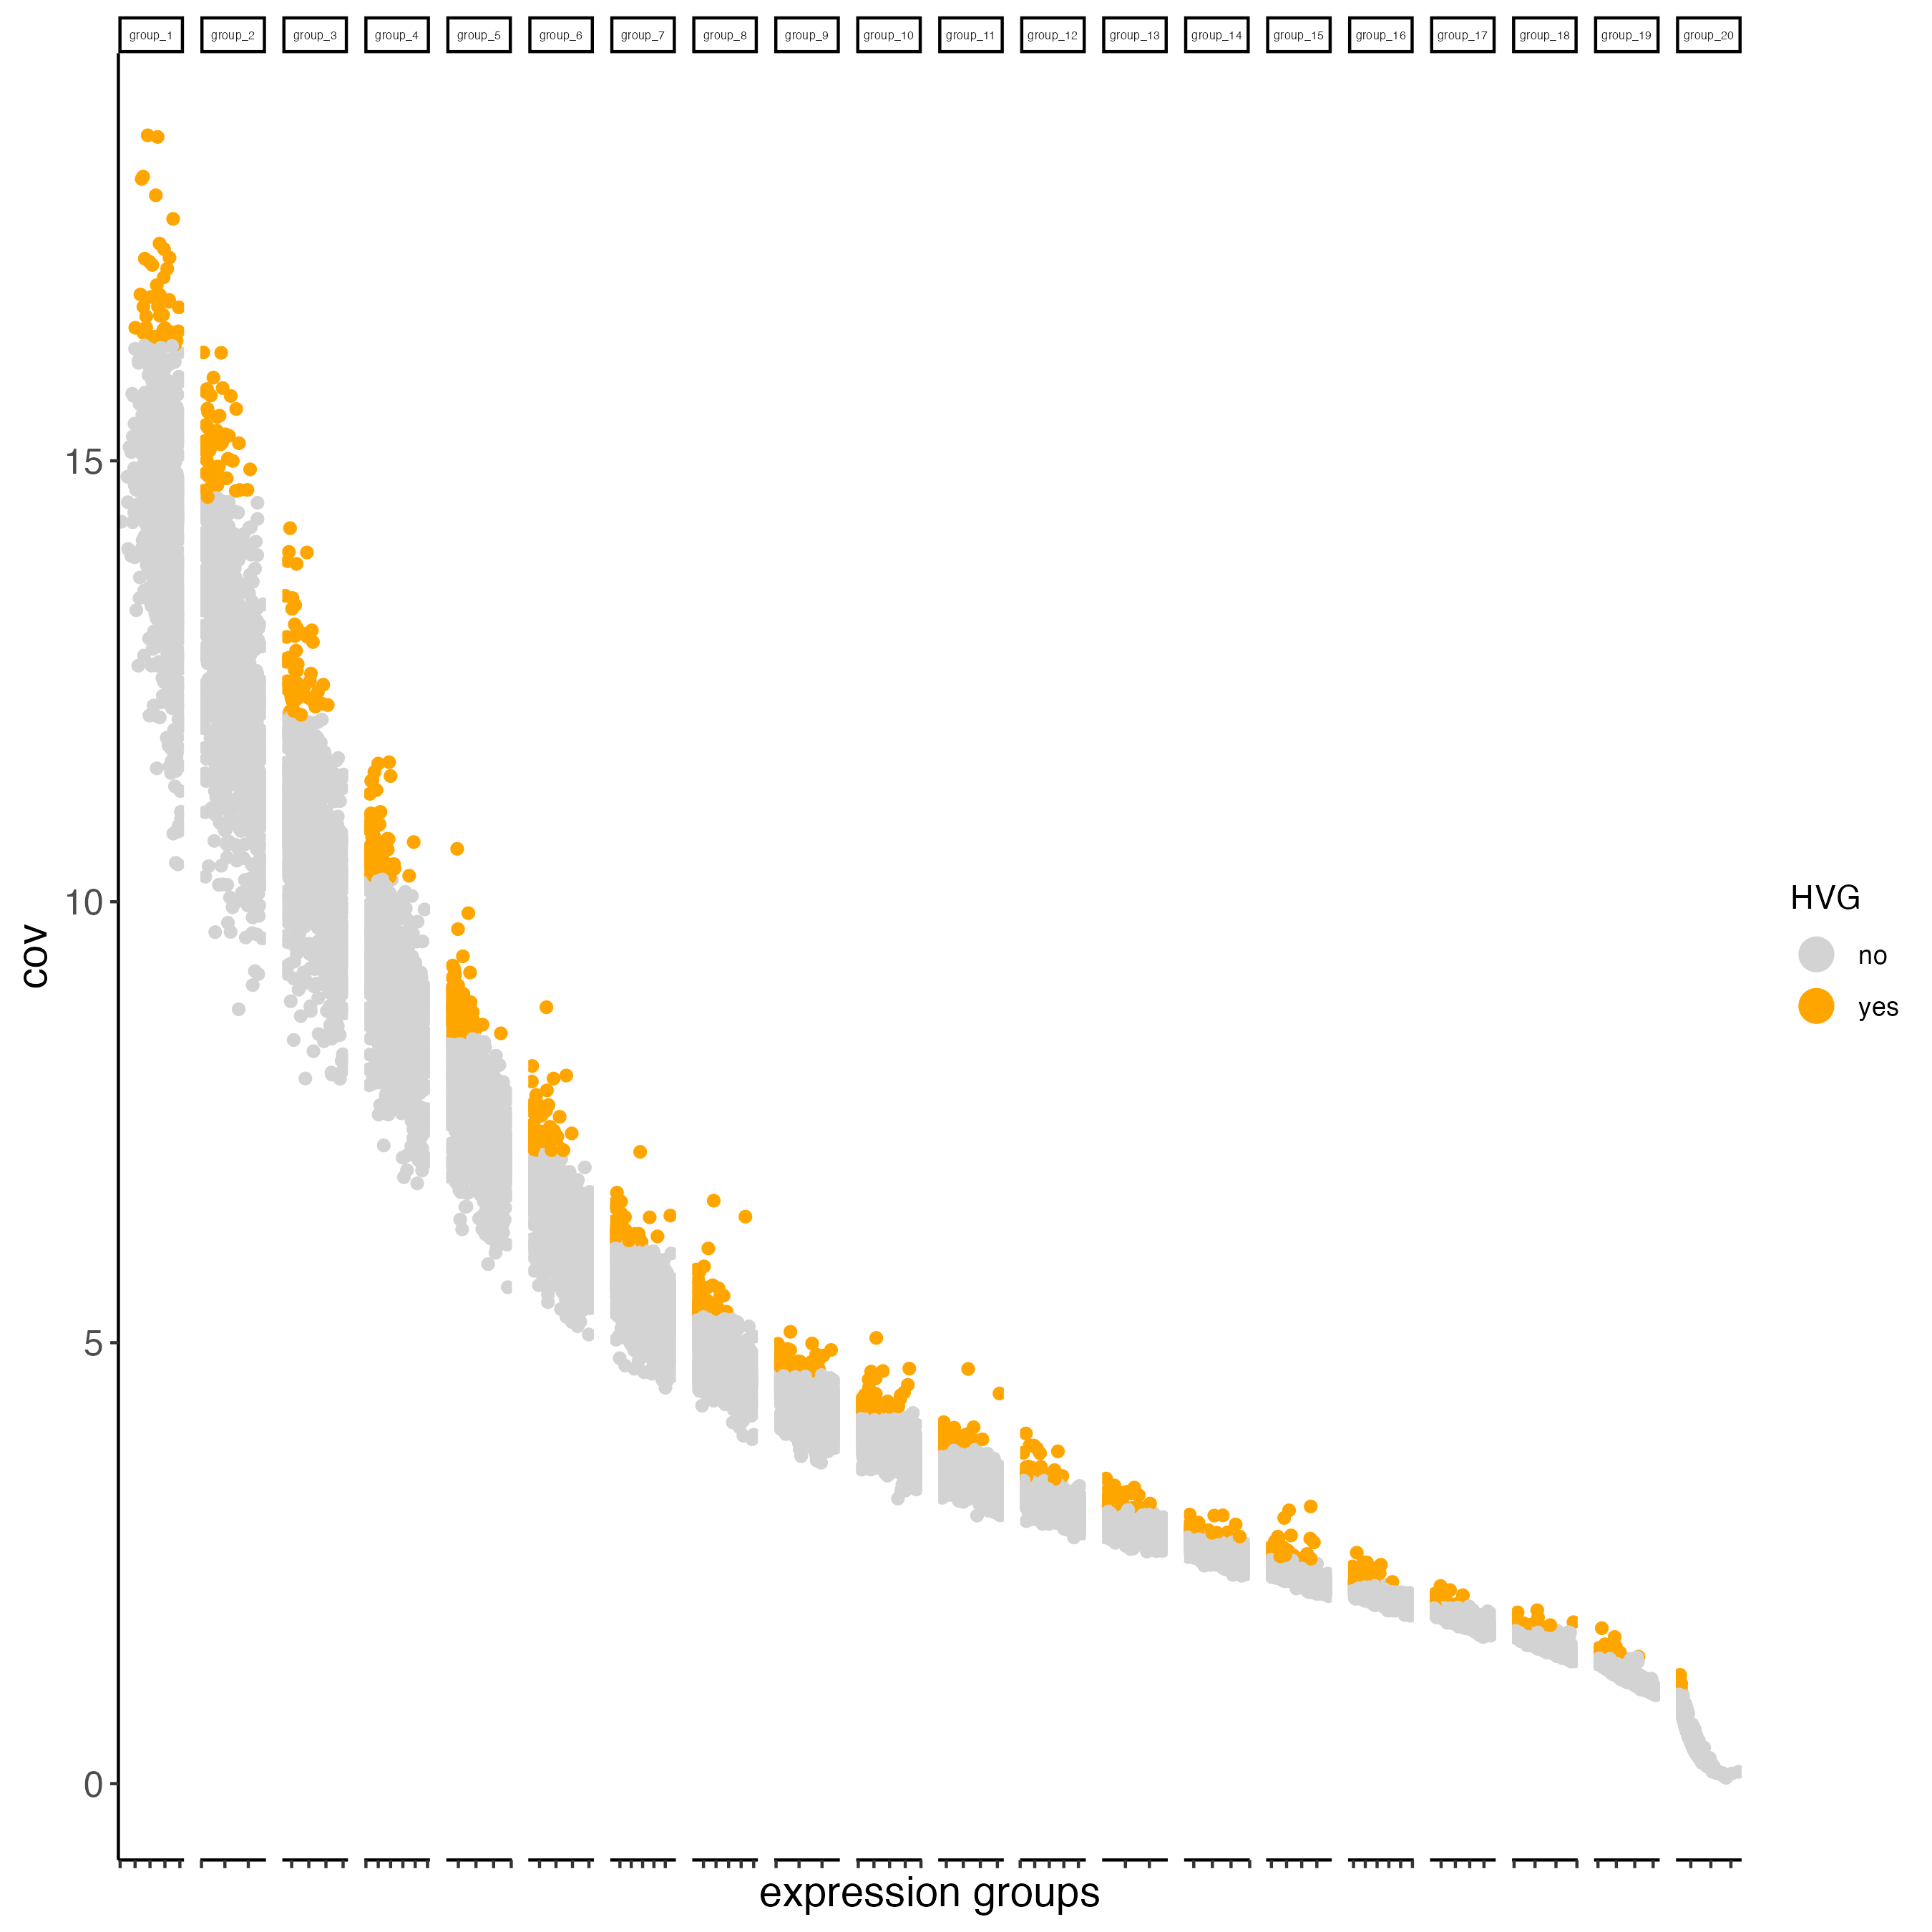 group_1 group_2 group_3 group_4 group_5 group_6 group_7 group_8 group_9 group_10 group_11 group_12 group_13 group_14 group_15 group_16 group_17 group_18 group_19 group_20
15
10
5
0
cov
expression groups
HVG
no
yes